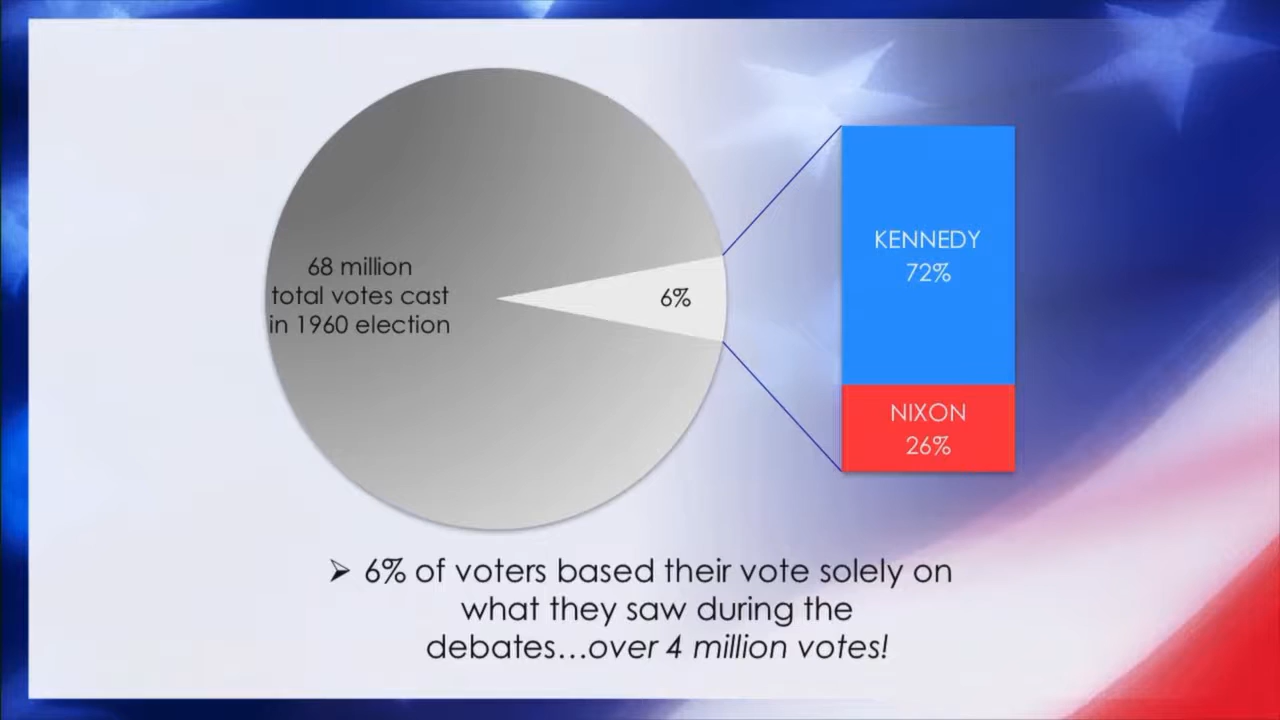 68 million
total votes cast
in 1960 election
6%
KENNEDY
72%
NIXON
26%
➢ 6% of voters based their vote solely on
what they saw during the
debates…over 4 million votes!